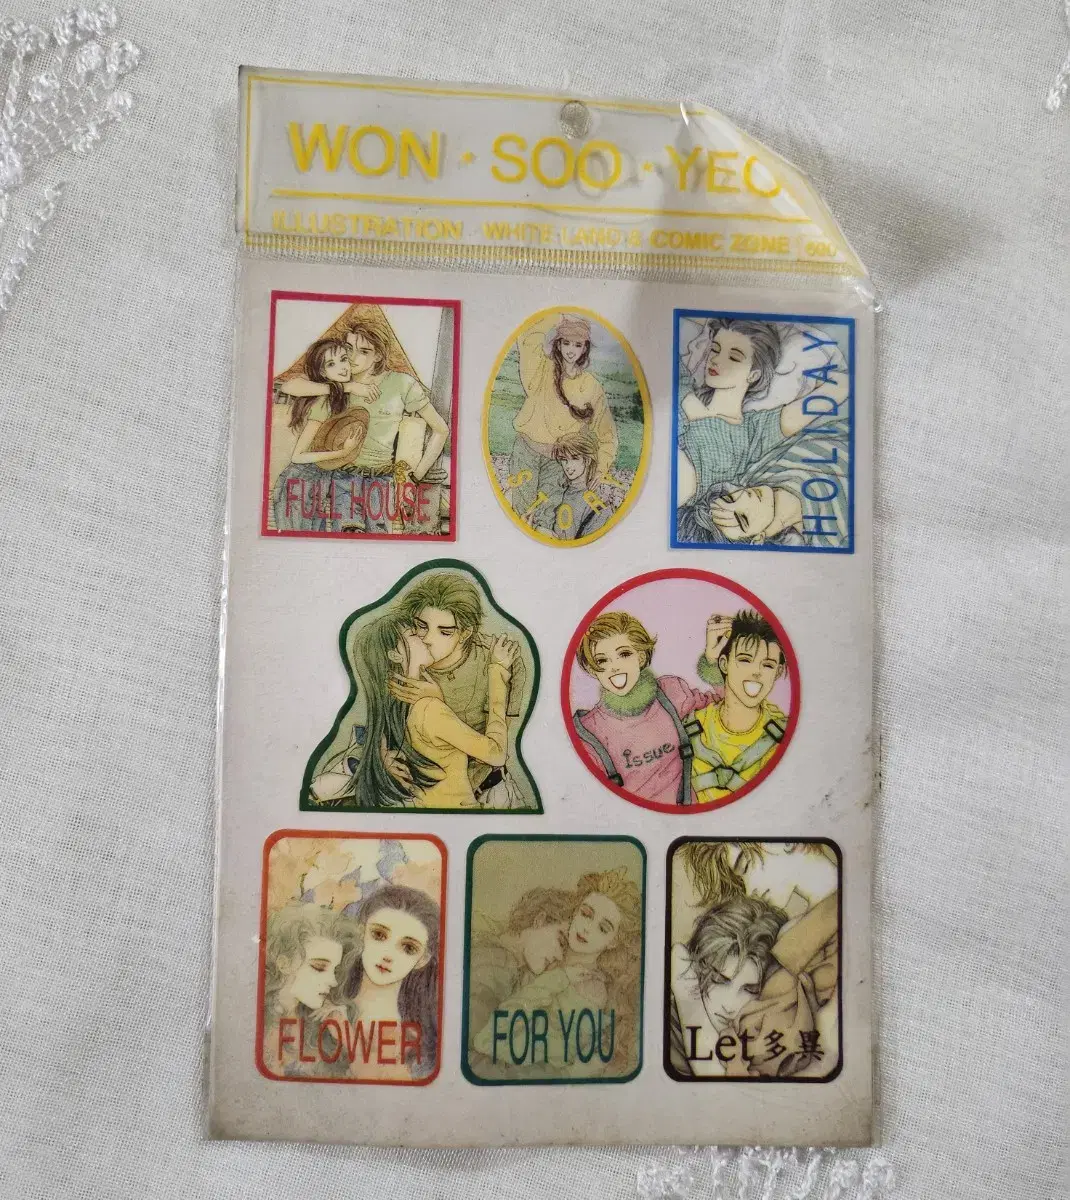 WON · SOO · YEO
ILLUSTRATION · WHITE LAND & COMIC ZONE 600
FULL HOUSE
STORY
HOLIDAY
Issue
FLOWER
FOR YOU
Let 多異